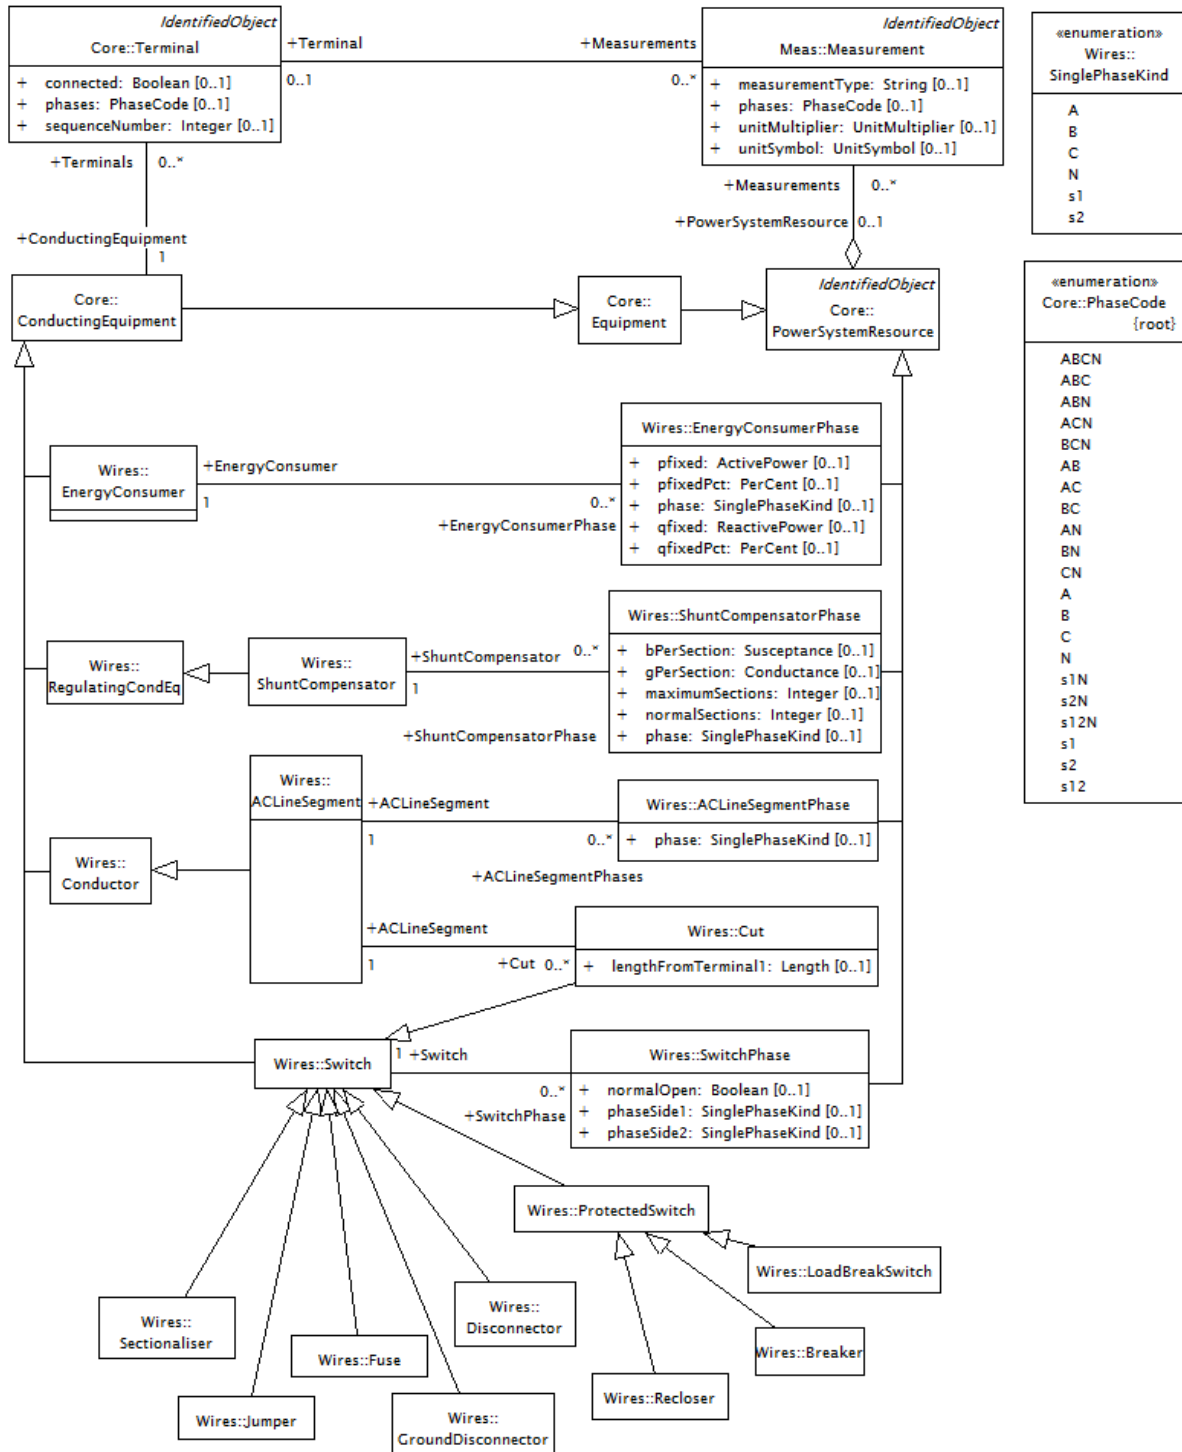 IdentifiedObject
Core::Terminal
+ connected: Boolean [0..1]
+ phases: PhaseCode [0..1]
+ sequenceNumber: Integer [0..1]
+Terminal
+Measurements
0..1
0..*
IdentifiedObject
Meas::Measurement
+ measurementType: String [0..1]
+ phases: PhaseCode [0..1]
+ unitMultiplier: UnitMultiplier [0..1]
+ unitSymbol: UnitSymbol [0..1]
«enumeration»
Wires::
SinglePhaseKind
A
B
C
N
s1
s2
+Terminals 0..*
+ConductingEquipment
1
+Measurements 0..*
+PowerSystemResource 0..1
Core::
ConductingEquipment
Core::
Equipment
IdentifiedObject
Core::
PowerSystemResource
«enumeration»
Core::PhaseCode
{root}
ABCN
ABC
ABN
ACN
BCN
AB
AC
BC
AN
BN
CN
A
B
C
N
s1N
s2N
s12N
s1
s2
s12
Wires::
EnergyConsumer
+EnergyConsumer
1
0..*
+EnergyConsumerPhase
Wires::EnergyConsumerPhase
+ pfixed: ActivePower [0..1]
+ pfixedPct: PerCent [0..1]
+ phase: SinglePhaseKind [0..1]
+ qfixed: ReactivePower [0..1]
+ qfixedPct: PerCent [0..1]
Wires::
RegulatingCondEq
Wires::
ShuntCompensator
+ShuntCompensator
0..*
1
+ShuntCompensatorPhase
Wires::ShuntCompensatorPhase
+ bPerSection: Susceptance [0..1]
+ gPerSection: Conductance [0..1]
+ maximumSections: Integer [0..1]
+ normalSections: Integer [0..1]
+ phase: SinglePhaseKind [0..1]
Wires::
Conductor
Wires::
ACLineSegment
+ACLineSegment
1
0..*
+ACLineSegmentPhases
Wires::ACLineSegmentPhase
+ phase: SinglePhaseKind [0..1]
+ACLineSegment
1
+Cut 0..*
Wires::Cut
+ lengthFromTerminal1: Length [0..1]
Wires::Switch
1 +Switch
0..*
+SwitchPhase
Wires::SwitchPhase
+ normalOpen: Boolean [0..1]
+ phaseSide1: SinglePhaseKind [0..1]
+ phaseSide2: SinglePhaseKind [0..1]
Wires::ProtectedSwitch
Wires::LoadBreakSwitch
Wires::
Sectionaliser
Wires::
Disconnector
Wires::Fuse
Wires::Breaker
Wires::Recloser
Wires::Jumper
Wires::
GroundDisconnector